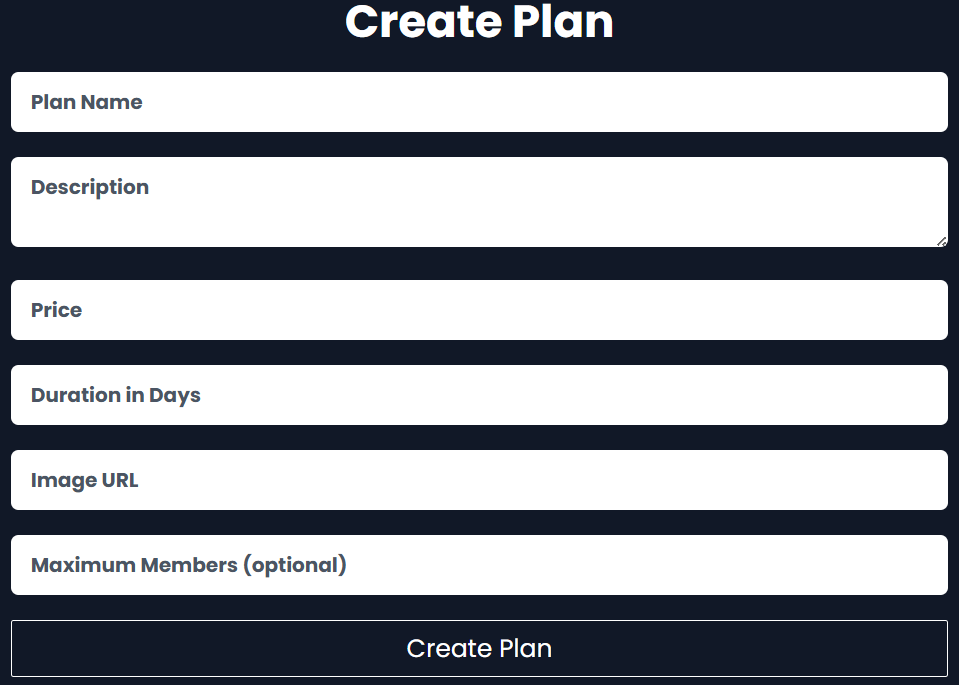 Create Plan
Plan Name
Description
Price
Duration in Days
Image URL
Maximum Members (optional)
Create Plan